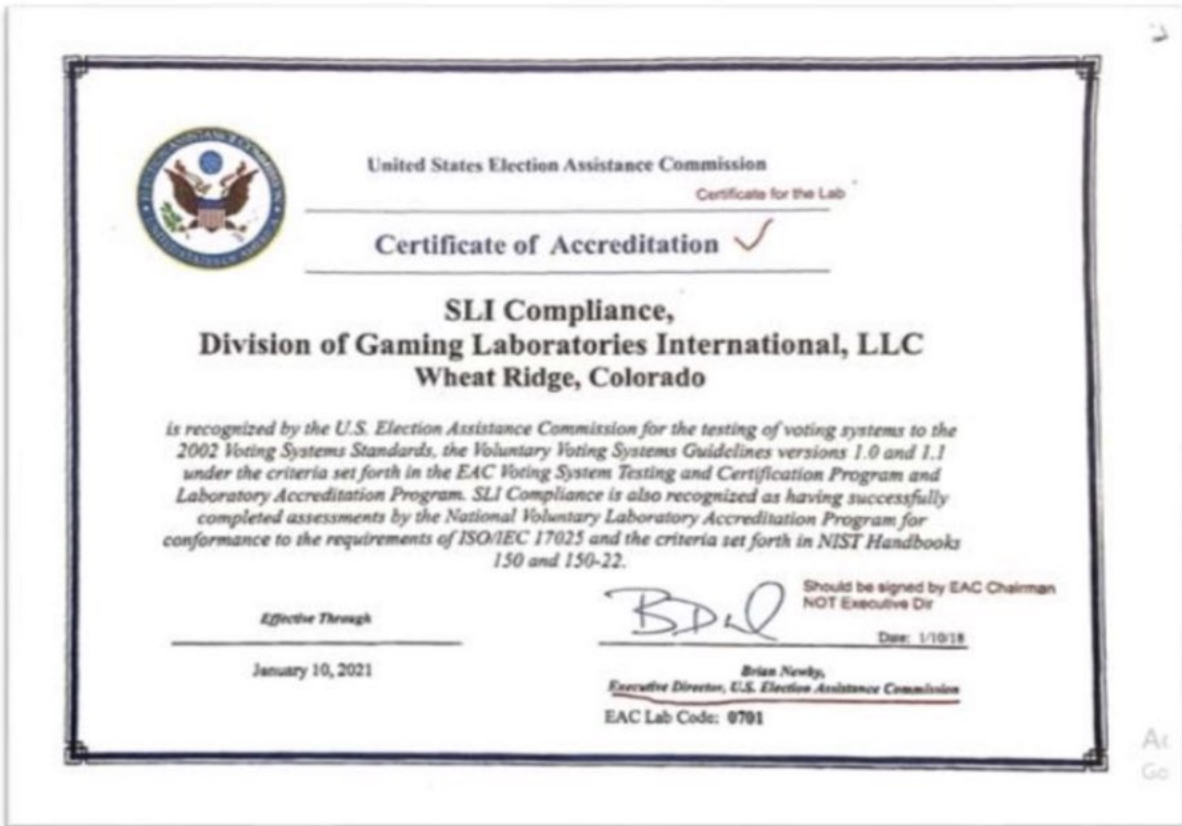 United States Election Assistance Commission
Certificate for the Lab
Certificate of Accreditation
SLI Compliance,
Division of Gaming Laboratories International, LLC
Wheat Ridge, Colorado
is recognized by the U.S. Election Assistance Commission for the testing of voting systems to the
2002 Voting Systems Standards, the Voluntary Voting Systems Guidelines versions 1.0 and 1.1
under the criteria set forth in the EAC Voting System Testing and Certification Program and
Laboratory Accreditation Program. SLI Compliance is also recognized as having successfully
completed assessments by the National Voluntary Laboratory Accreditation Program for
conformance to the requirements of ISO/IEC 17025 and the criteria set forth in NIST Handbooks
150 and 150-22.
Should be signed by EAC Chairman
NOT Executive Dir
Effective Through
Date: 1/10/18
January 10, 2021
Brian Newby,
Executive Director, U.S. Election Assistance Commission
EAC Lab Code: 0701